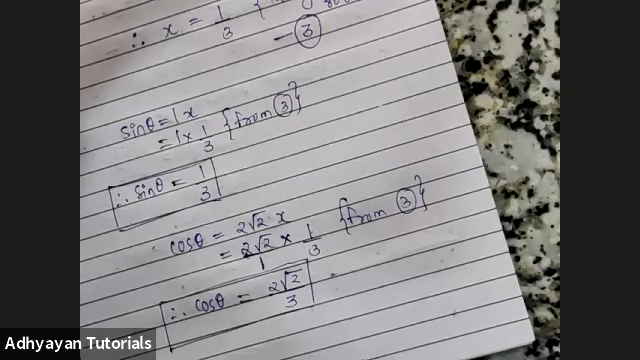 ∴ x = 1/3
- ③
sinθ = 1x
= 1 × 1/3 {from ③}
∴ sinθ = 1/3
cosθ = 2√2 x
= 2√2/1 × 1/3 {from ③}
∴ cosθ = 2√2/3
Adhyayan Tutorials